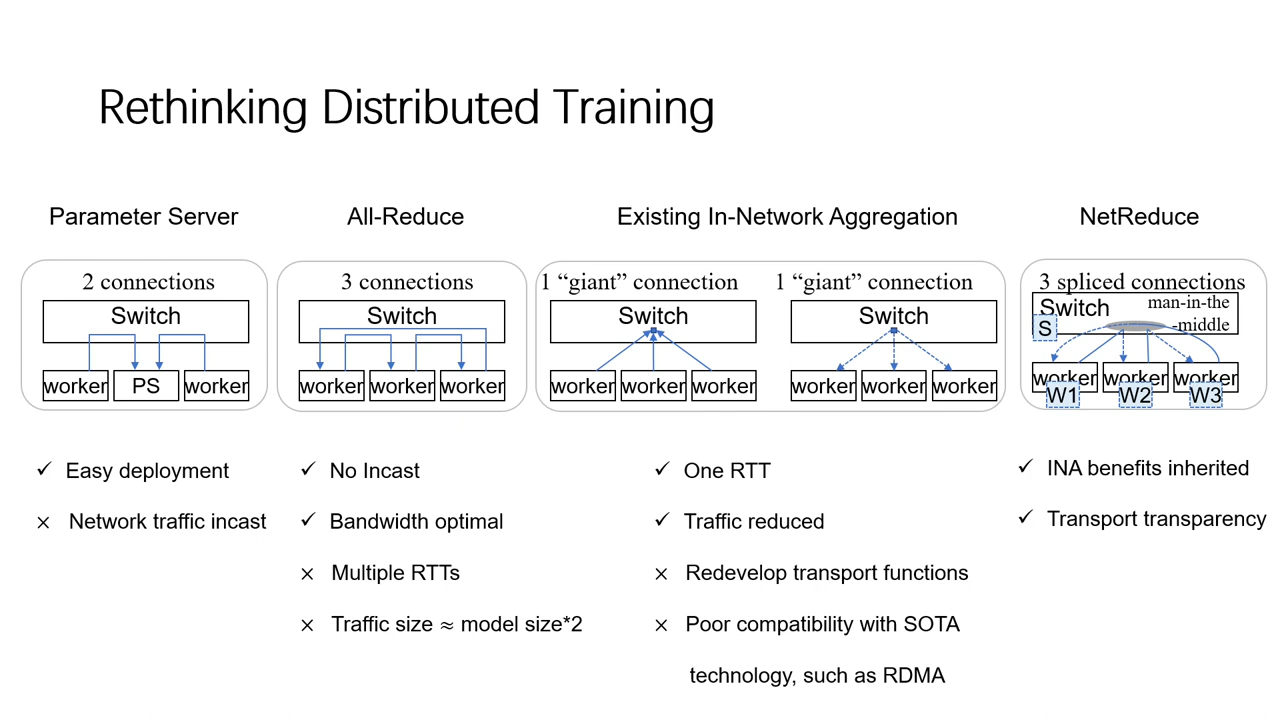 Rethinking Distributed Training
Parameter Server
2 connections
Switch
worker
PS
worker
✓ Easy deployment
× Network traffic incast
All-Reduce
3 connections
Switch
worker
worker
worker
✓ No Incast
✓ Bandwidth optimal
× Multiple RTTs
× Traffic size ≈ model size*2
Existing In-Network Aggregation
1 “giant” connection
Switch
worker
worker
worker
1 “giant” connection
Switch
worker
worker
worker
✓ One RTT
✓ Traffic reduced
× Redevelop transport functions
× Poor compatibility with SOTA
technology, such as RDMA
NetReduce
3 spliced connections
Switch
man-in-the
-middle
S
worker
worker
worker
W1
W2
W3
✓ INA benefits inherited
✓ Transport transparency